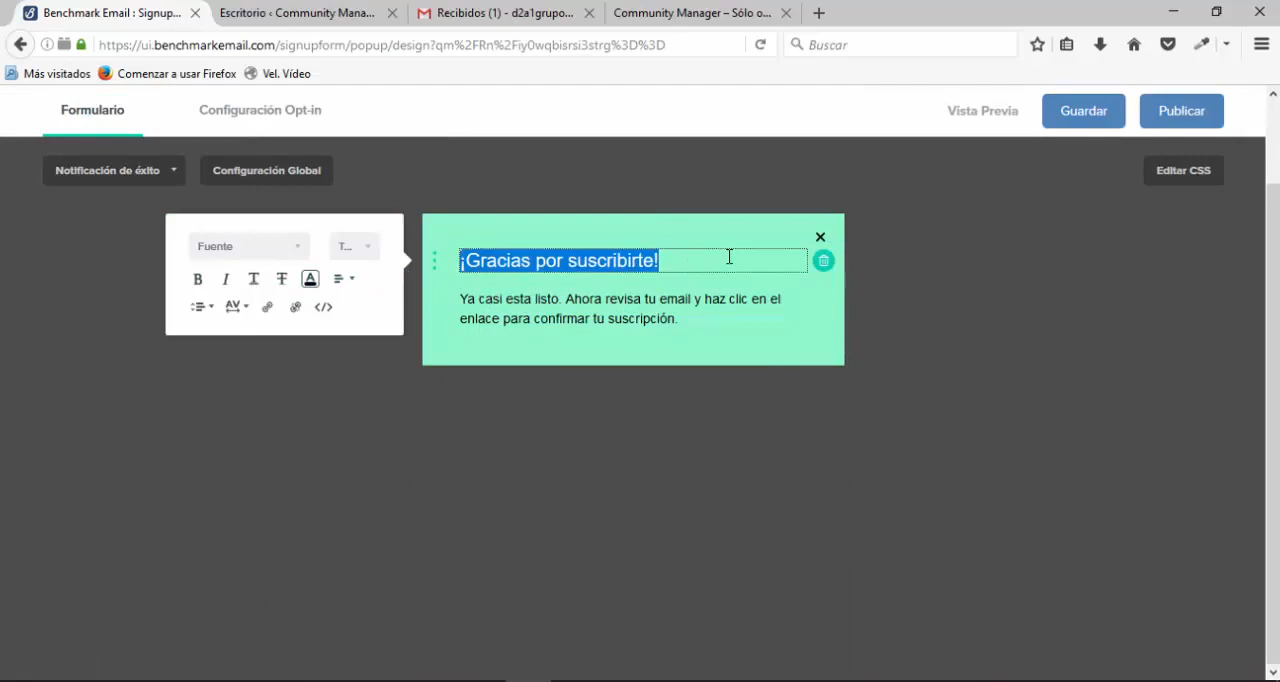 Benchmark Email : Signup...
Escritorio ‹ Community Mana...
Recibidos (1) - d2a1grupo...
Community Manager – Sólo o...
https://ui.benchmarkemail.com/signupform/popup/design?qm%2FRn%2Fiy0wqbisrsi3strg%3D%3D
Buscar
Más visitados
Comenzar a usar Firefox
Vel. Vídeo
Formulario
Configuración Opt-in
Vista Previa
Guardar
Publicar
Notificación de éxito
Configuración Global
Editar CSS
Fuente
T...
B I T T A
AV
¡Gracias por suscribirte!
Ya casi esta listo. Ahora revisa tu email y haz clic en el
enlace para confirmar tu suscripción.